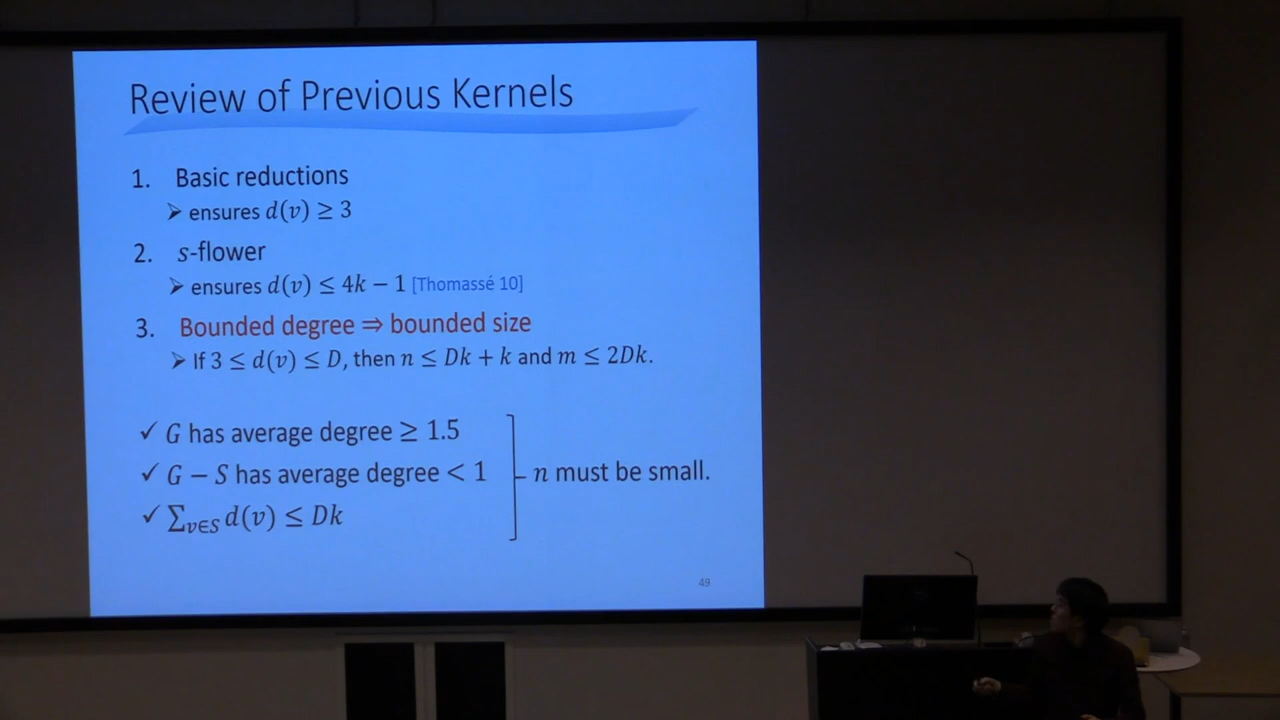 Review of Previous Kernels
1. Basic reductions
➢ ensures d(v) ≥ 3
2. s-flower
➢ ensures d(v) ≤ 4k − 1 [Thomassé 10]
3. Bounded degree ⇒ bounded size
➢ If 3 ≤ d(v) ≤ D, then n ≤ Dk + k and m ≤ 2Dk.
✓ G has average degree ≥ 1.5
✓ G − S has average degree < 1
✓ ∑_{v∈S} d(v) ≤ Dk
n must be small.
49